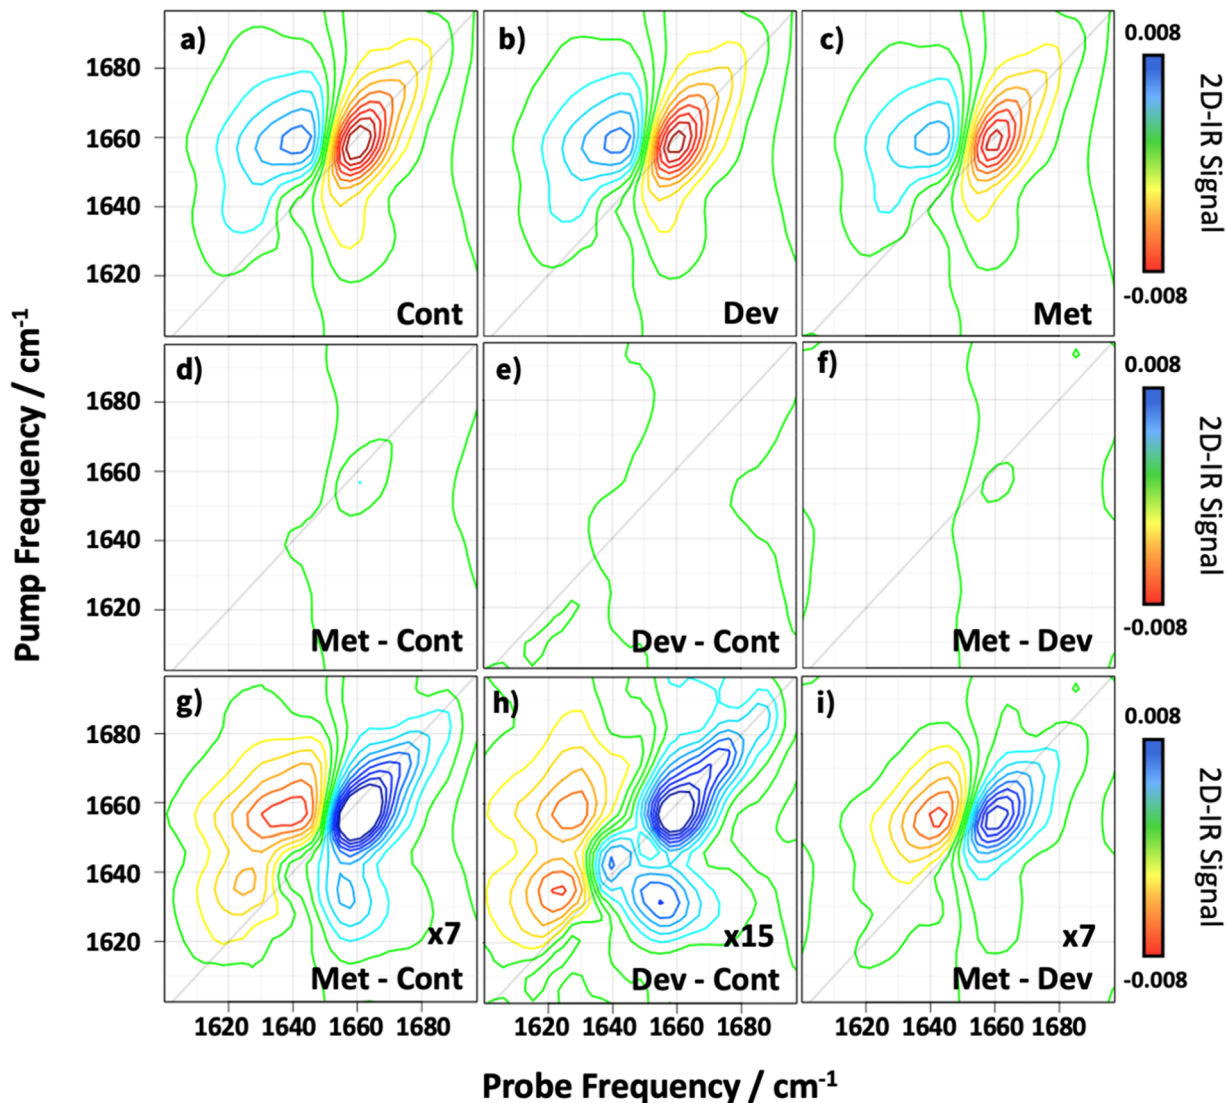 a)
b)
c)
0.008
1680
1660
1640
1620
Cont
Dev
Met
-0.008
2D-IR Signal
d)
e)
f)
0.008
1680
1660
1640
1620
Met - Cont
Dev - Cont
Met - Dev
-0.008
2D-IR Signal
g)
h)
i)
0.008
1680
1660
1640
1620
x7
x15
x7
Met - Cont
Dev - Cont
Met - Dev
-0.008
2D-IR Signal
1620 1640 1660 1680
1620 1640 1660 1680
1620 1640 1660 1680
Pump Frequency / cm-1
Probe Frequency / cm-1